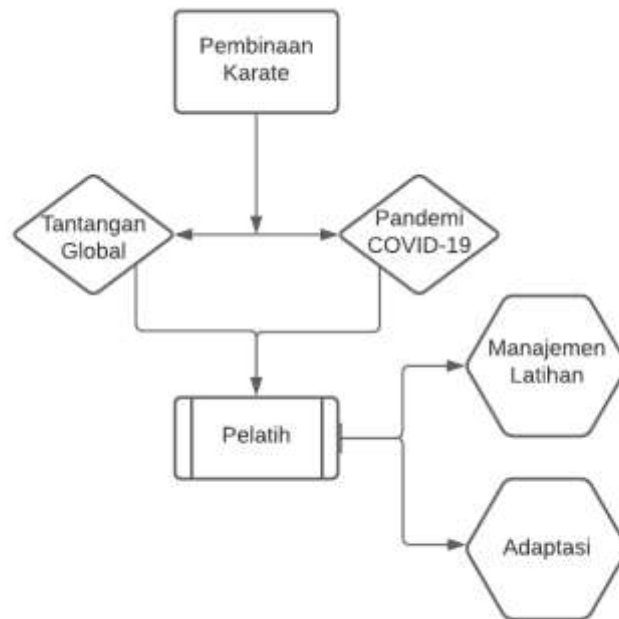 Pembinaan
Karate
Tantangan
Global
Pandemi
COVID-19
Manajemen
Latihan
Pelatih
Adaptasi